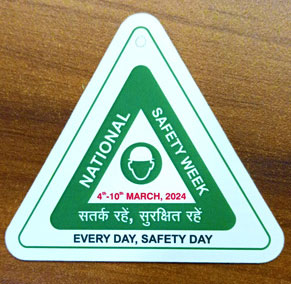 NATIONAL
SAFETY WEEK
4th-10th MARCH, 2024
सतर्क रहें, सुरक्षित रहें
EVERY DAY, SAFETY DAY